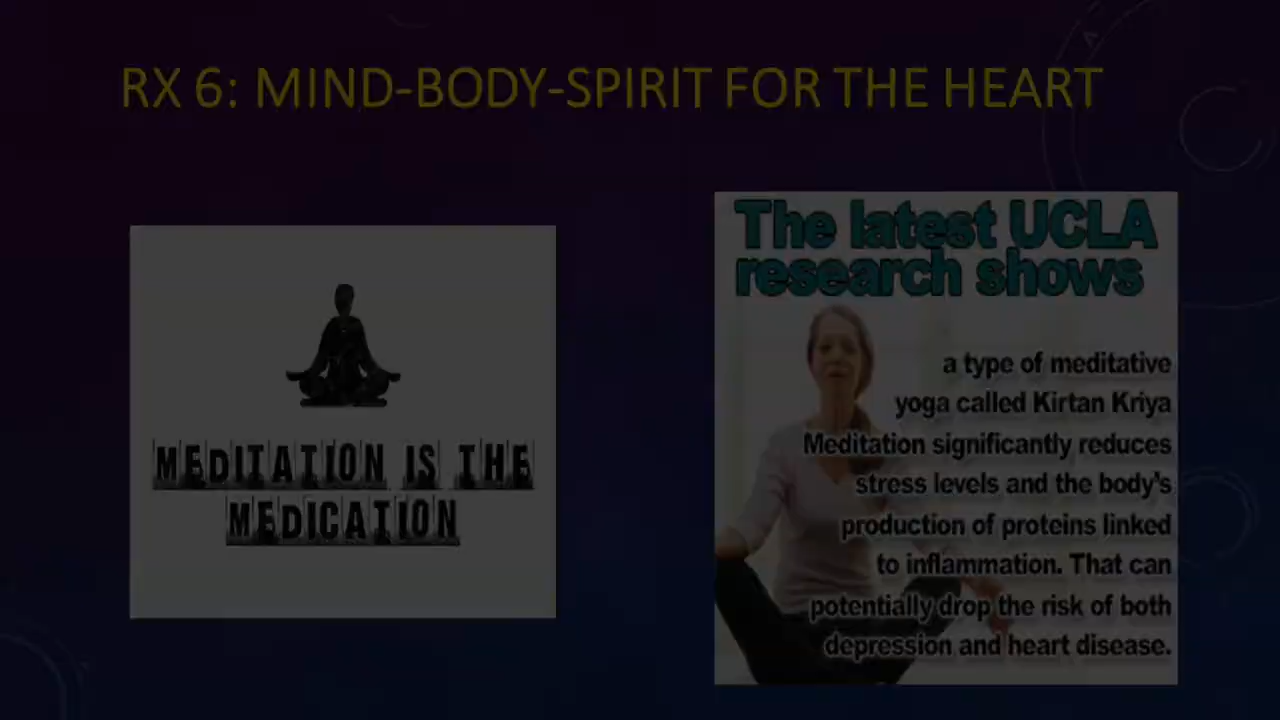 RX 6: MIND-BODY-SPIRIT FOR THE HEART
MEDITATION IS THE
MEDICATION
The latest UCLA
research shows
a type of meditative
yoga called Kirtan Kriya
Meditation significantly reduces
stress levels and the body's
production of proteins linked
to inflammation. That can
potentially drop the risk of both
depression and heart disease.